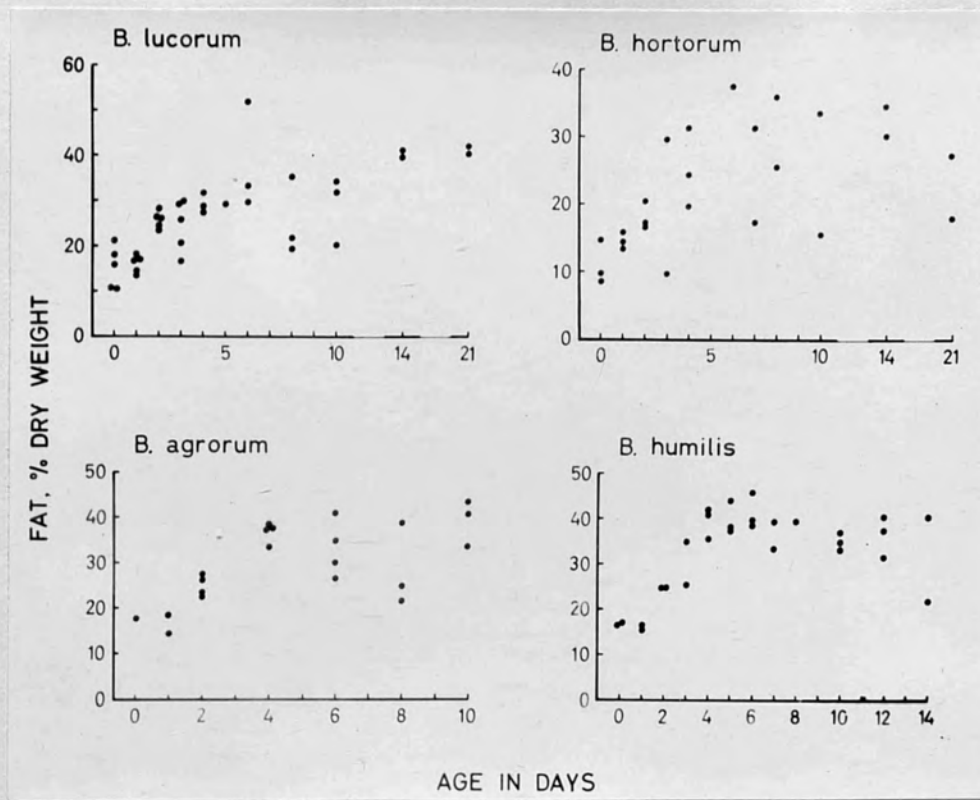 B. lucorum
60
40
20
0
0 5 10 14 21
B. hortorum
40
30
20
10
0
0 5 10 14 21
B. agrorum
50
40
30
20
10
0
0 2 4 6 8 10
B. humilis
50
40
30
20
10
0
0 2 4 6 8 10 12 14
FAT, % DRY WEIGHT
AGE IN DAYS